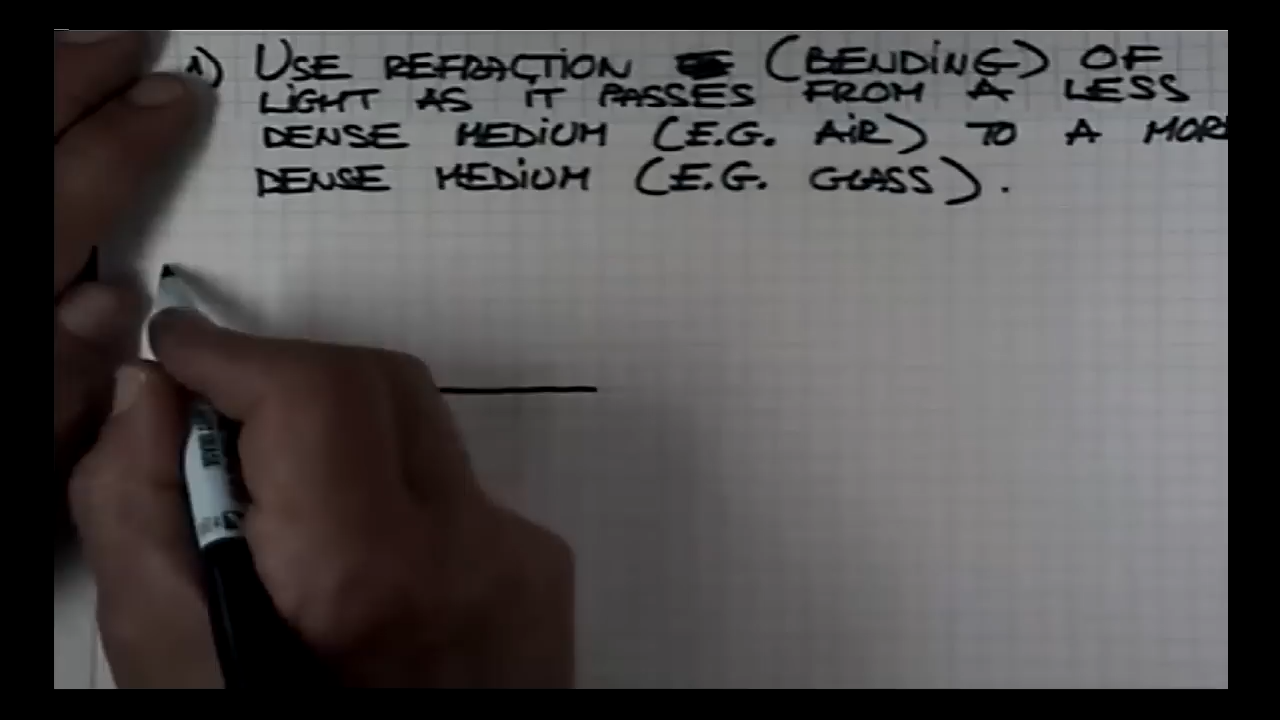 1) USE REFRACTION (BENDING) OF
LIGHT AS IT PASSES FROM A LESS
DENSE MEDIUM (E.G. AIR) TO A MORE
DENSE MEDIUM (E.G. GLASS).